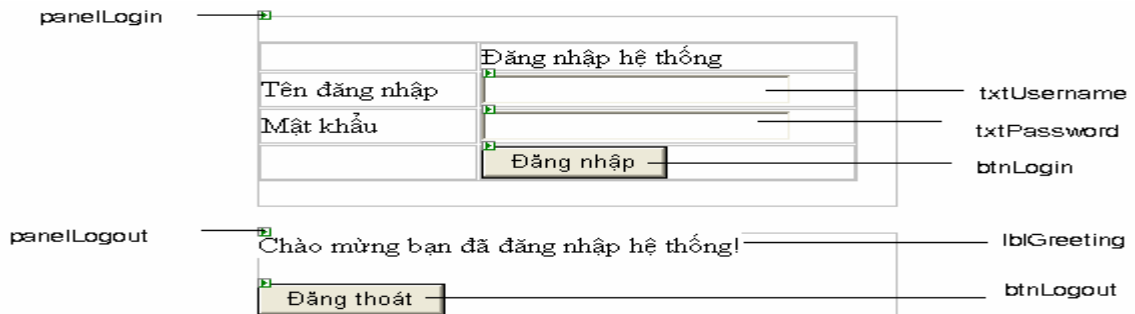 panelLogin
Đăng nhập hệ thống
Tên đăng nhập
txtUsername
Mật khẩu
txtPassword
Đăng nhập
btnLogin
panelLogout
Chào mừng bạn đã đăng nhập hệ thống!
lblGreeting
Đăng thoát
btnLogout